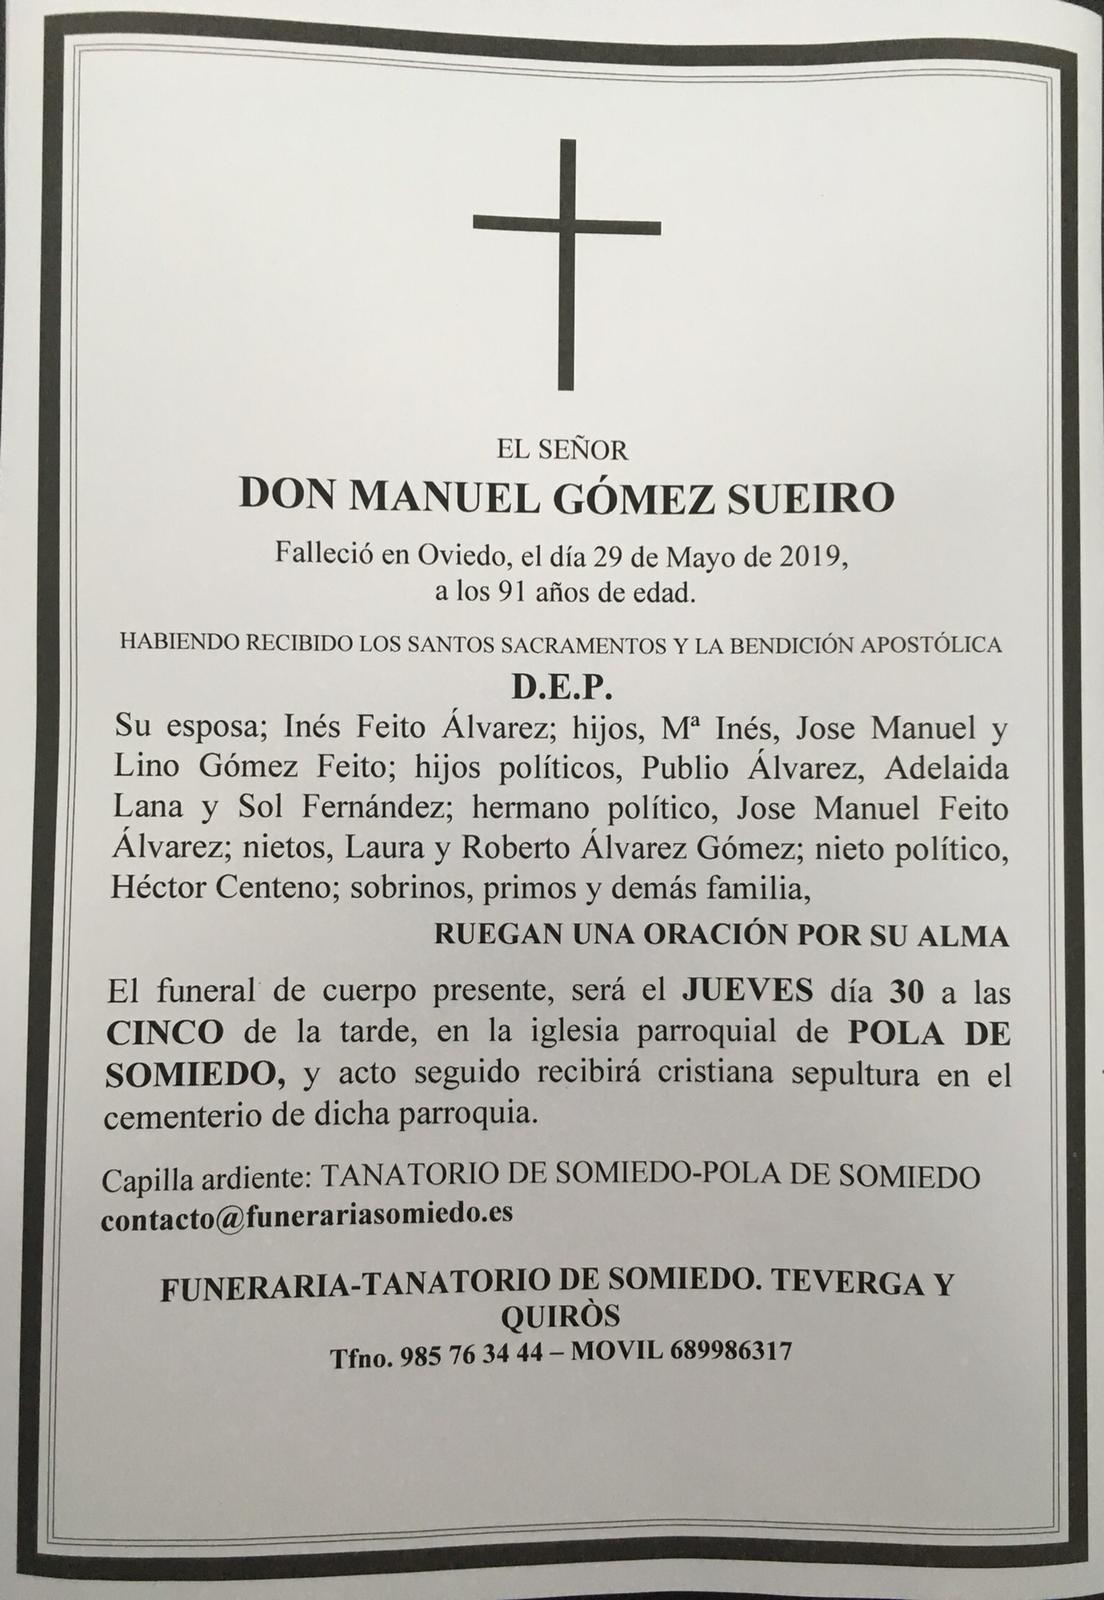 EL SEÑOR
DON MANUEL GÓMEZ SUEIRO
Falleció en Oviedo, el día 29 de Mayo de 2019,
a los 91 años de edad.
HABIENDO RECIBIDO LOS SANTOS SACRAMENTOS Y LA BENDICIÓN APOSTÓLICA
D.E.P.
Su esposa; Inés Feito Álvarez; hijos, Mª Inés, Jose Manuel y
Lino Gómez Feito; hijos políticos, Publio Álvarez, Adelaida
Lana y Sol Fernández; hermano político, Jose Manuel Feito
Álvarez; nietos, Laura y Roberto Álvarez Gómez; nieto político,
Héctor Centeno; sobrinos, primos y demás familia,
RUEGAN UNA ORACIÓN POR SU ALMA
El funeral de cuerpo presente, será el JUEVES día 30 a las
CINCO de la tarde, en la iglesia parroquial de POLA DE
SOMIEDO, y acto seguido recibirá cristiana sepultura en el
cementerio de dicha parroquia.
Capilla ardiente: TANATORIO DE SOMIEDO-POLA DE SOMIEDO
contacto@funerariasomiedo.es
FUNERARIA-TANATORIO DE SOMIEDO. TEVERGA Y
QUIRÒS
Tfno. 985 76 34 44 – MOVIL 689986317